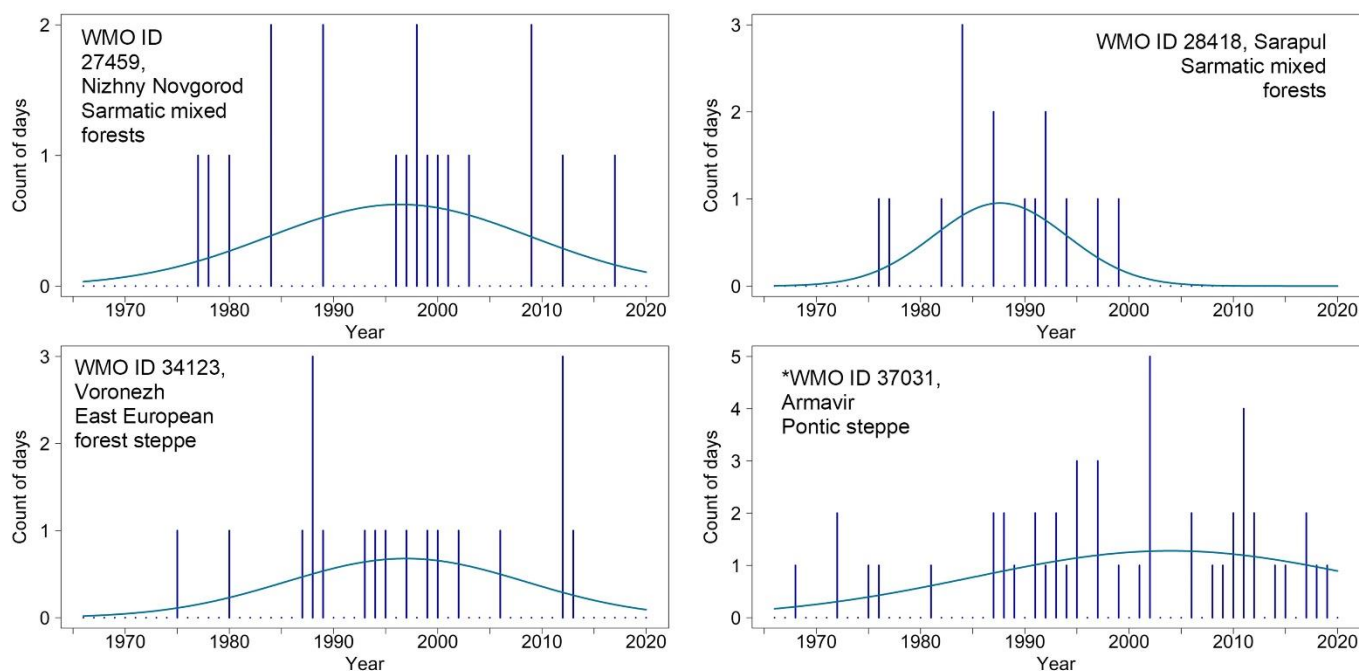 2
1
0
Count of days
WMO ID
27459,
Nizhny Novgorod
Sarmatic mixed
forests
1970 1980 1990 2000 2010 2020
Year
3
2
1
0
Count of days
WMO ID 28418, Sarapul
Sarmatic mixed
forests
1970 1980 1990 2000 2010 2020
Year
3
2
1
0
Count of days
WMO ID 34123,
Voronezh
East European
forest steppe
1970 1980 1990 2000 2010 2020
Year
5
4
3
2
1
0
Count of days
*WMO ID 37031,
Armavir
Pontic steppe
1970 1980 1990 2000 2010 2020
Year